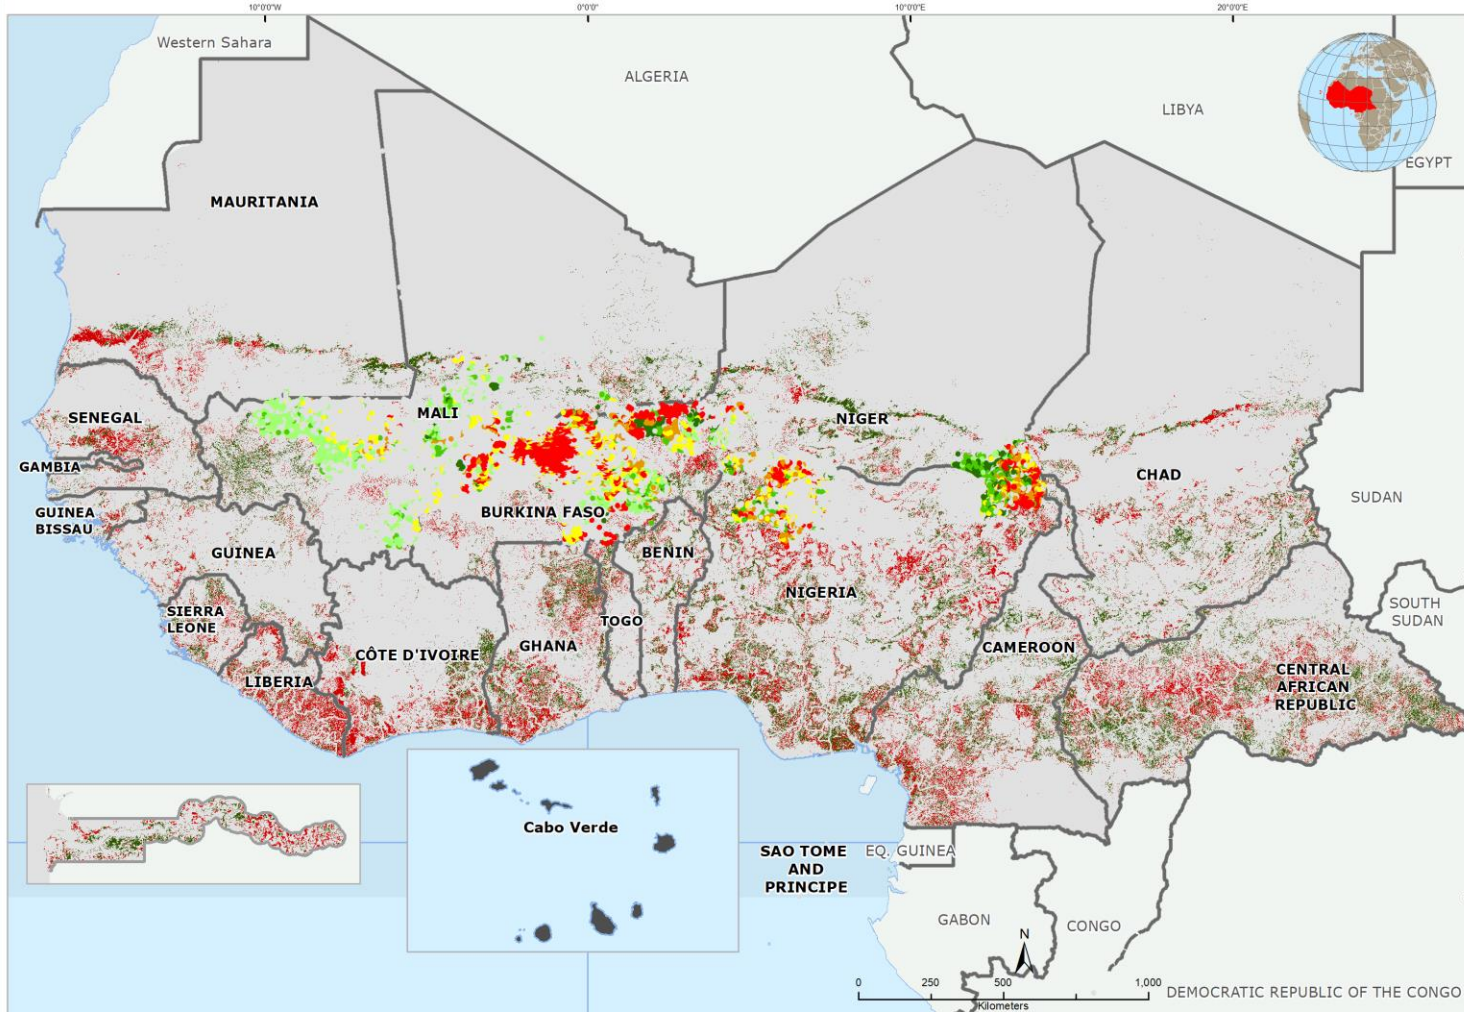 10°0'0"W
0°0'0"
10°0'0"E
20°0'0"E
Western Sahara
ALGERIA
LIBYA
EGYPT
MAURITANIA
SENEGAL
MALI
NIGER
GAMBIA
CHAD
SUDAN
GUINEA
BISSAU
BURKINA FASO
GUINEA
BENIN
NIGERIA
SIERRA
LEONE
TOGO
SOUTH
SUDAN
GHANA
CÔTE D'IVOIRE
CAMEROON
LIBERIA
CENTRAL
AFRICAN
REPUBLIC
Cabo Verde
SAO TOME
AND
PRINCIPE
EQ. GUINEA
GABON
CONGO
N
0 250 500 1,000
Kilometers
DEMOCRATIC REPUBLIC OF THE CONGO